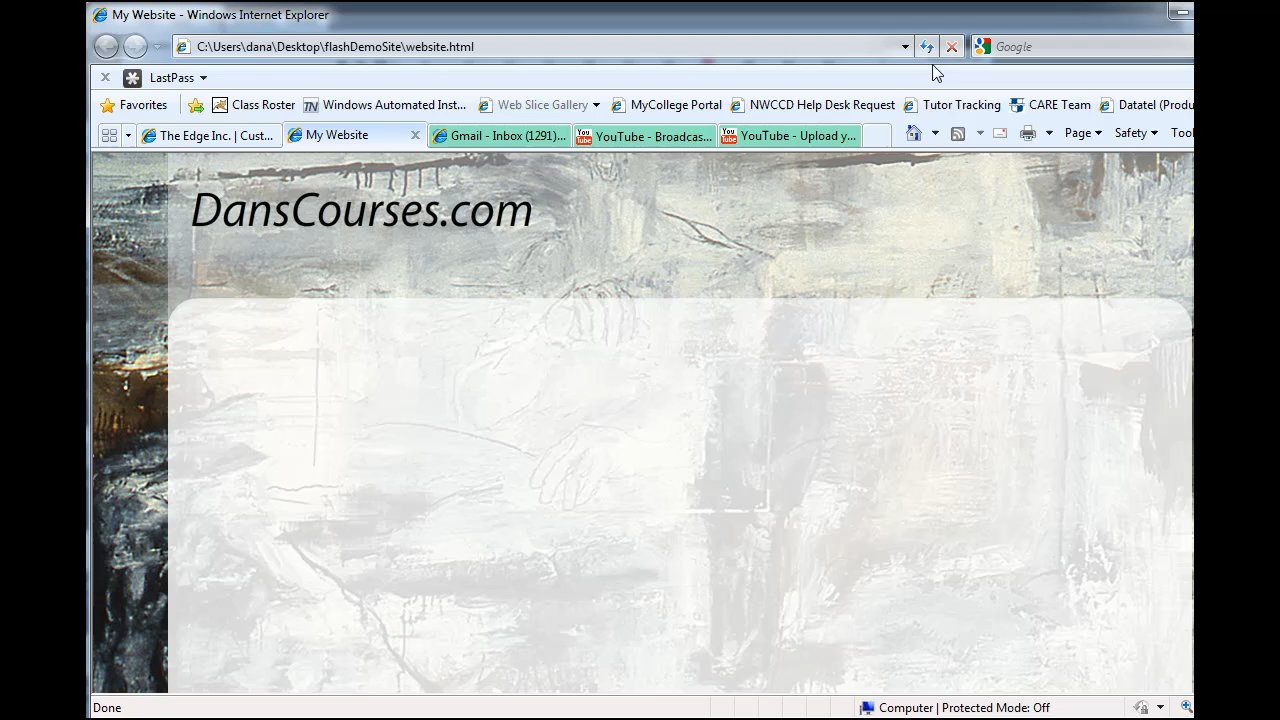 My Website - Windows Internet Explorer
C:\Users\dana\Desktop\flashDemoSite\website.html
Google
LastPass
Favorites Class Roster Windows Automated Inst... Web Slice Gallery MyCollege Portal NWCCD Help Desk Request Tutor Tracking CARE Team Datatel (Produ
The Edge Inc. | Cust... My Website Gmail - Inbox (1291)... YouTube - Broadcas... YouTube - Upload y... Page Safety Tool
DansCourses.com
Done Computer | Protected Mode: Off